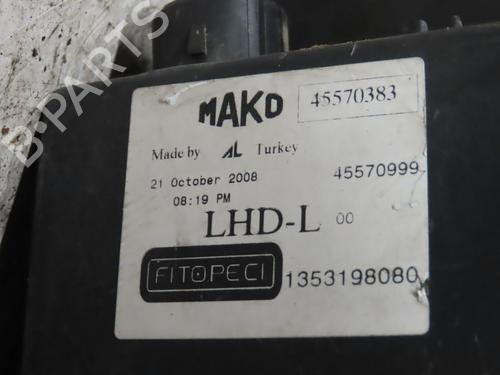 MAKO 45570383
Made by AL Turkey
21 October 2008 45570999
08:19 PM
LHD-L 00
FITOPECI 1353198080
B-PARTS